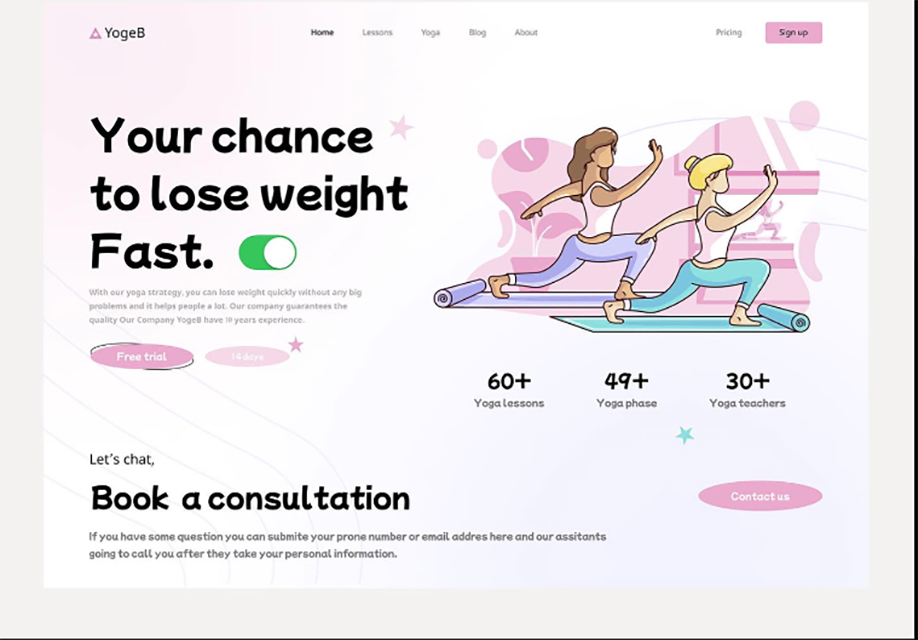 YogeB
Home Lessons Yoga Blog About Pricing Sign up
Your chance
to lose weight
Fast.
With our yoga strategy, you can lose weight quickly without any big
problems and it helps people a lot. Our company guarantees the
quality Our Company YogeB have 10 years experience.
Free trial 14 days
60+ 49+ 30+
Yoga lessons Yoga phase Yoga teachers
Let's chat,
Book a consultation
Contact us
If you have some question you can submite your prone number or email addres here and our assitants
going to call you after they take your personal information.